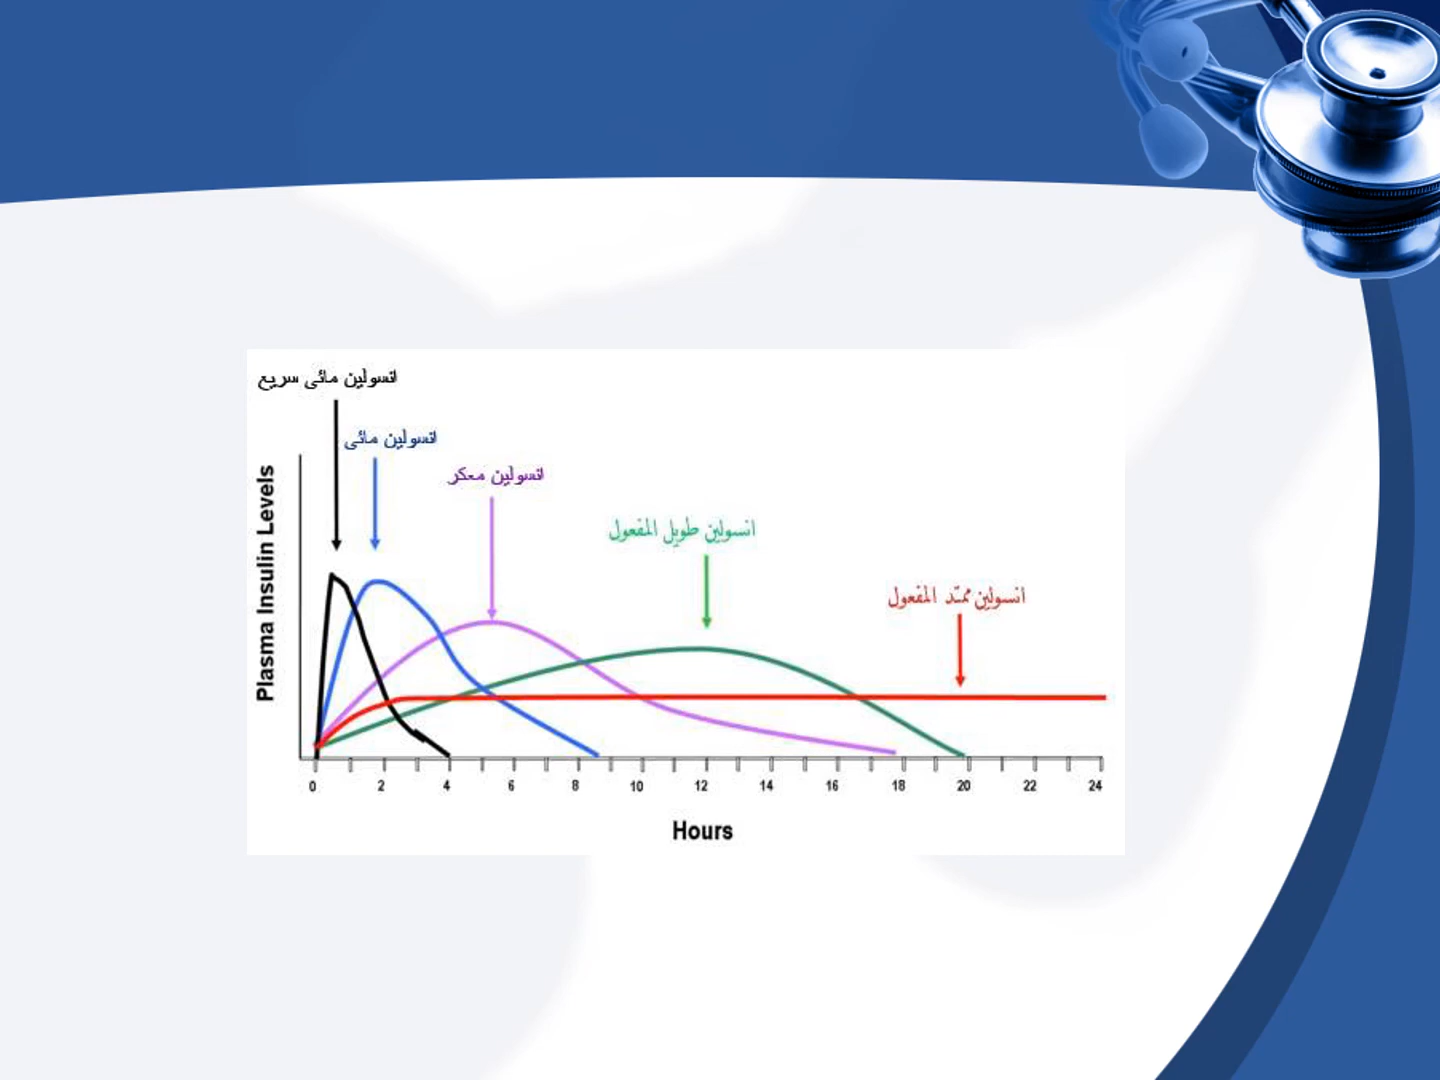 انسولين مائى سريع
انسولين مائى
انسولين معكر
انسولين طويل المفعول
انسولين ممتد المفعول
Plasma Insulin Levels
0 2 4 6 8 10 12 14 16 18 20 22 24
Hours